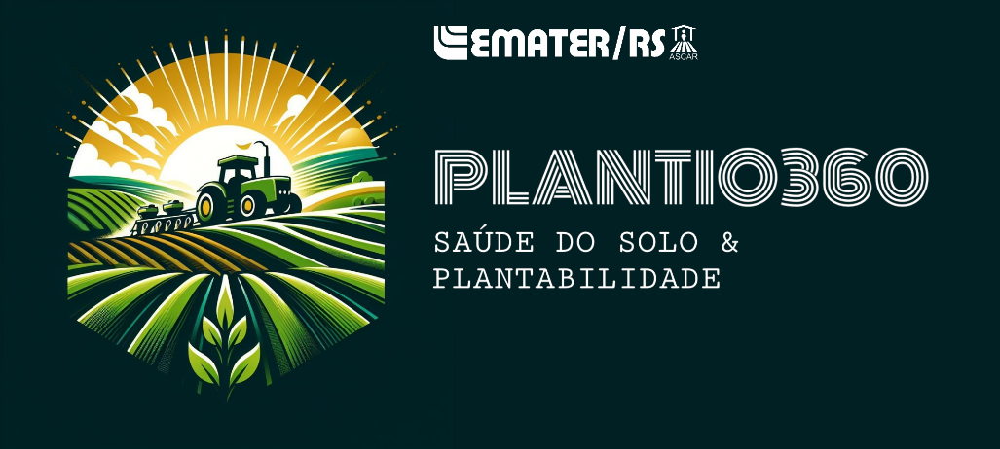 EMATER/RS
ASCAR
PLANTIO360
SAÚDE DO SOLO &
PLANTABILIDADE